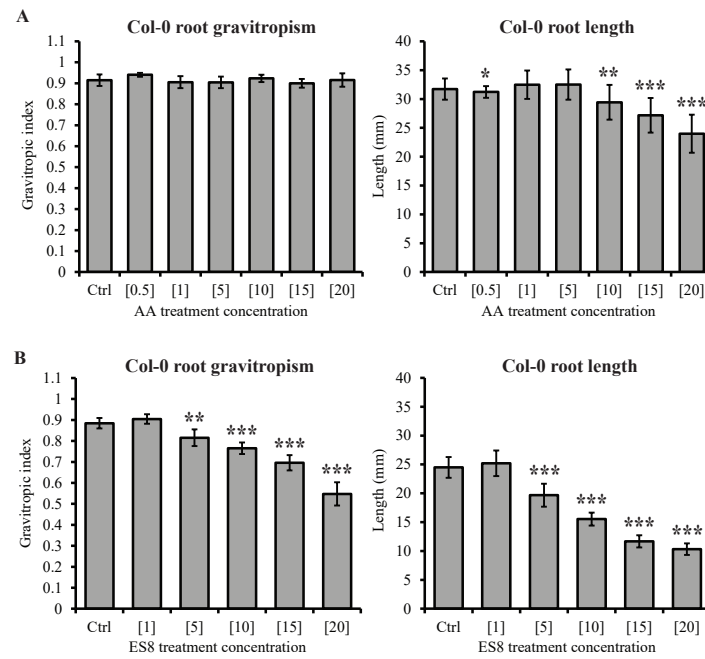 A
Col-0 root gravitropism
Gravitropic index
1.1
1
0.9
0.8
0.7
0.6
0.5
0.4
0.3
0.2
0.1
0
Ctrl [0.5] [1] [5] [10] [15] [20]
AA treatment concentration
Col-0 root length
Length (mm)
40
35
30
25
20
15
10
5
0
* ** *** ***
Ctrl [0.5] [1] [5] [10] [15] [20]
AA treatment concentration
B
Col-0 root gravitropism
Gravitropic index
1.1
1
0.9
0.8
0.7
0.6
0.5
0.4
0.3
0.2
0.1
0
** *** *** ***
Ctrl [1] [5] [10] [15] [20]
ES8 treatment concentration
Col-0 root length
Length (mm)
40
35
30
25
20
15
10
5
0
*** *** *** ***
Ctrl [1] [5] [10] [15] [20]
ES8 treatment concentration